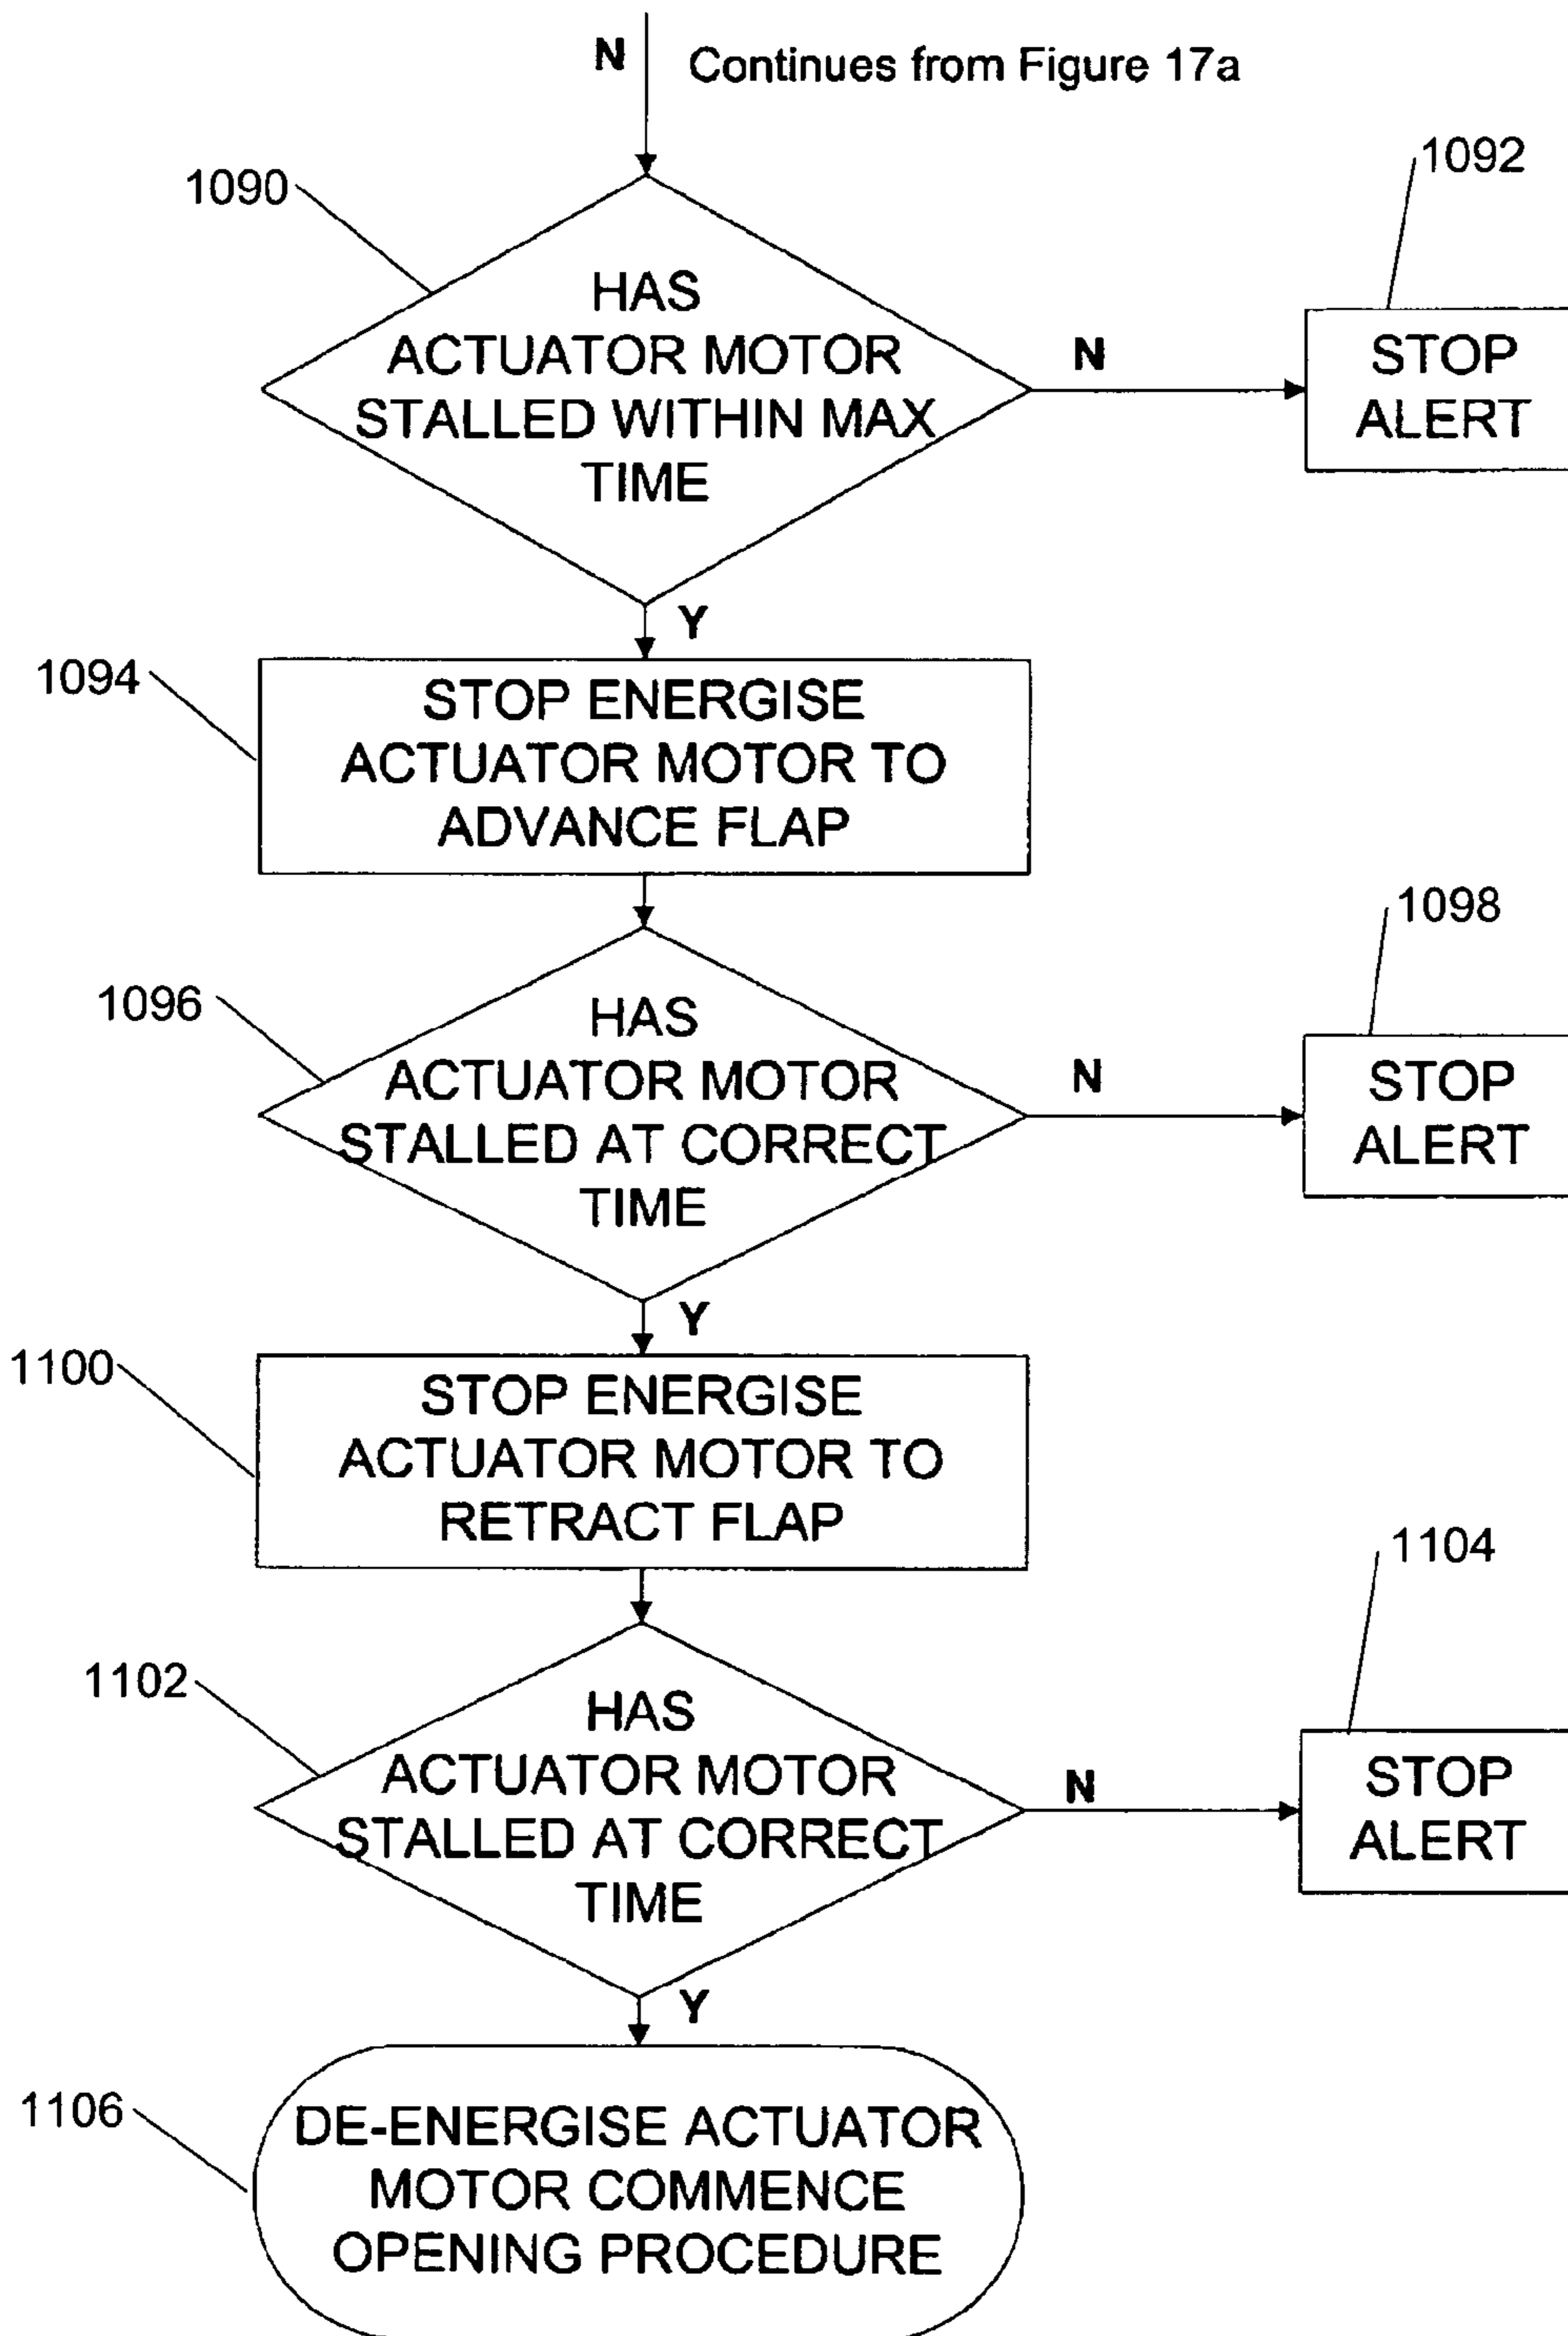 N
Continues from Figure 17a
1090
1092
HAS
ACTUATOR MOTOR
STALLED WITHIN MAX
TIME
N
STOP
ALERT
Y
1094
STOP ENERGISE
ACTUATOR MOTOR TO
ADVANCE FLAP
1096
1098
HAS
ACTUATOR MOTOR
STALLED AT CORRECT
TIME
N
STOP
ALERT
Y
1100
STOP ENERGISE
ACTUATOR MOTOR TO
RETRACT FLAP
1102
1104
HAS
ACTUATOR MOTOR
STALLED AT CORRECT
TIME
N
STOP
ALERT
Y
1106
DE-ENERGISE ACTUATOR
MOTOR COMMENCE
OPENING PROCEDURE